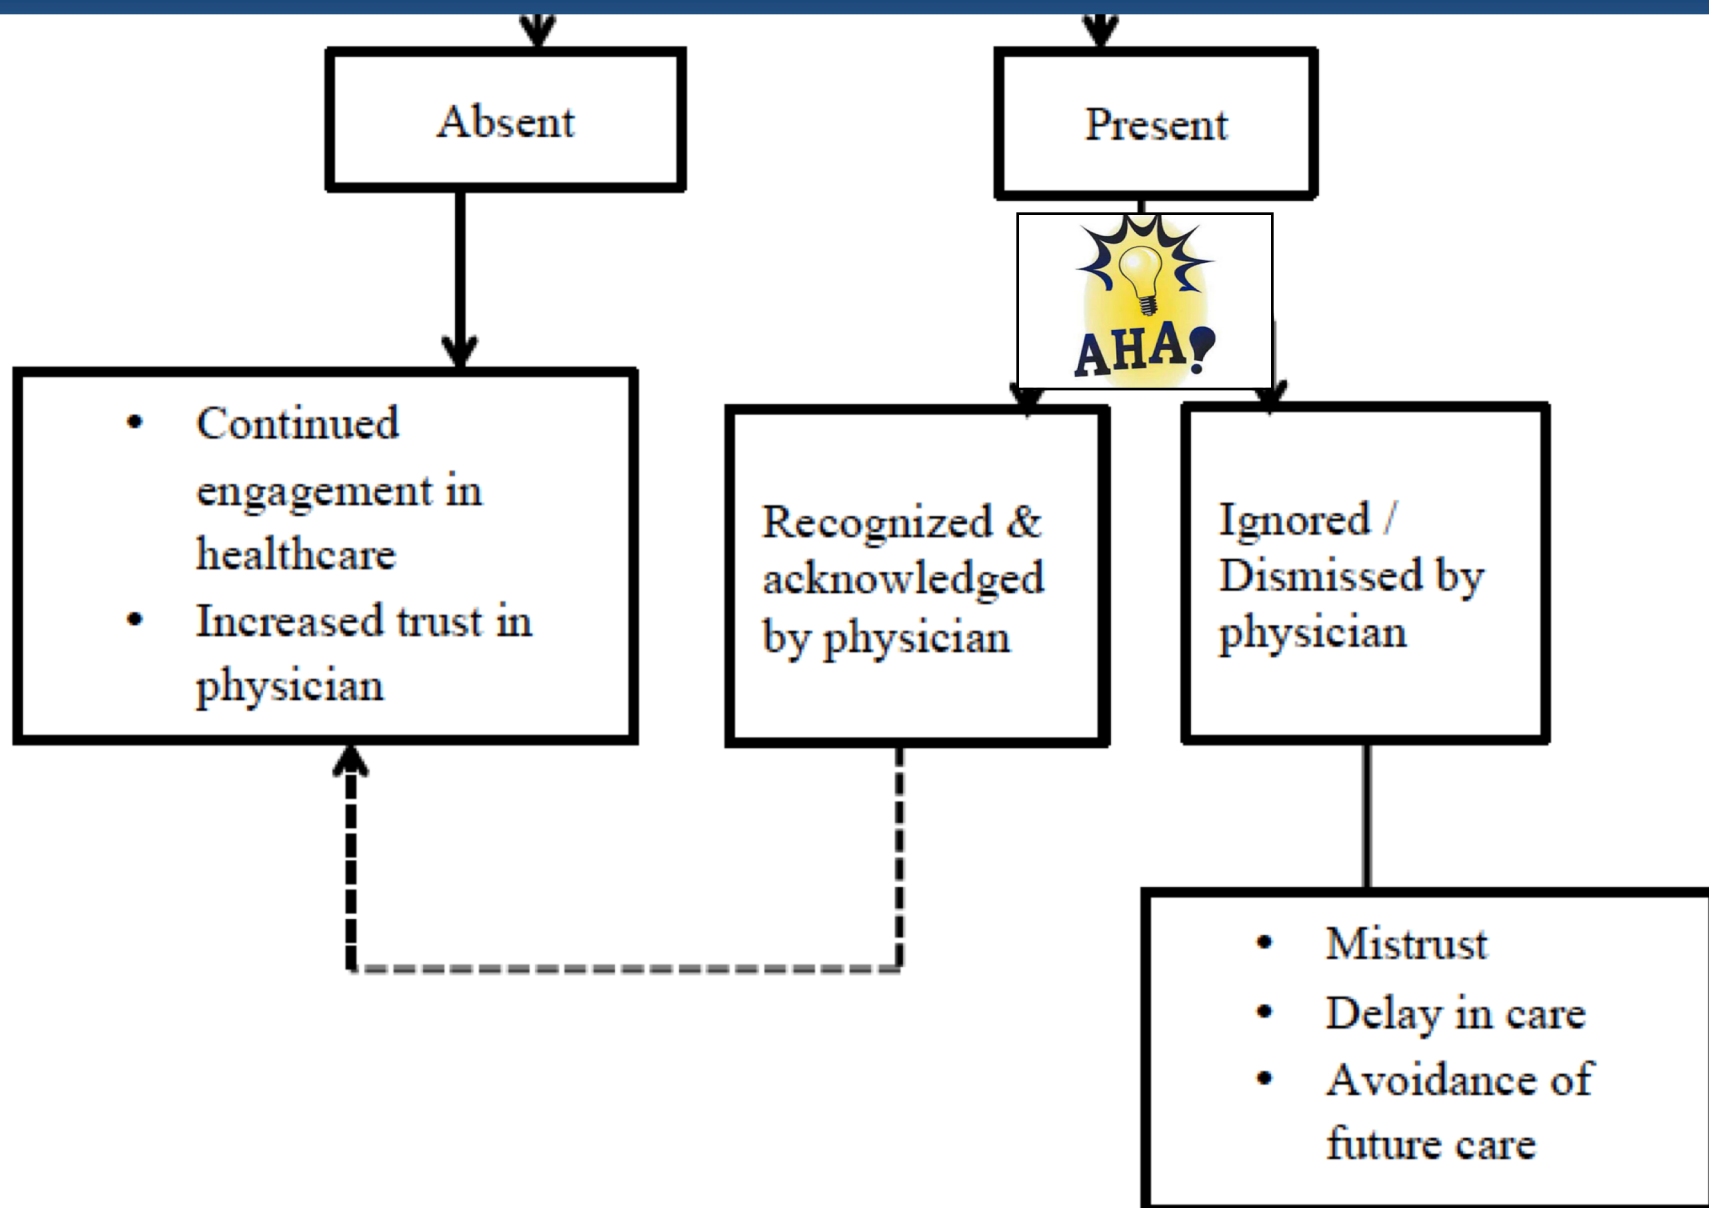 Absent
Present
AHA!
• Continued
engagement in
healthcare
• Increased trust in
physician
Recognized &
acknowledged
by physician
Ignored /
Dismissed by
physician
• Mistrust
• Delay in care
• Avoidance of
future care